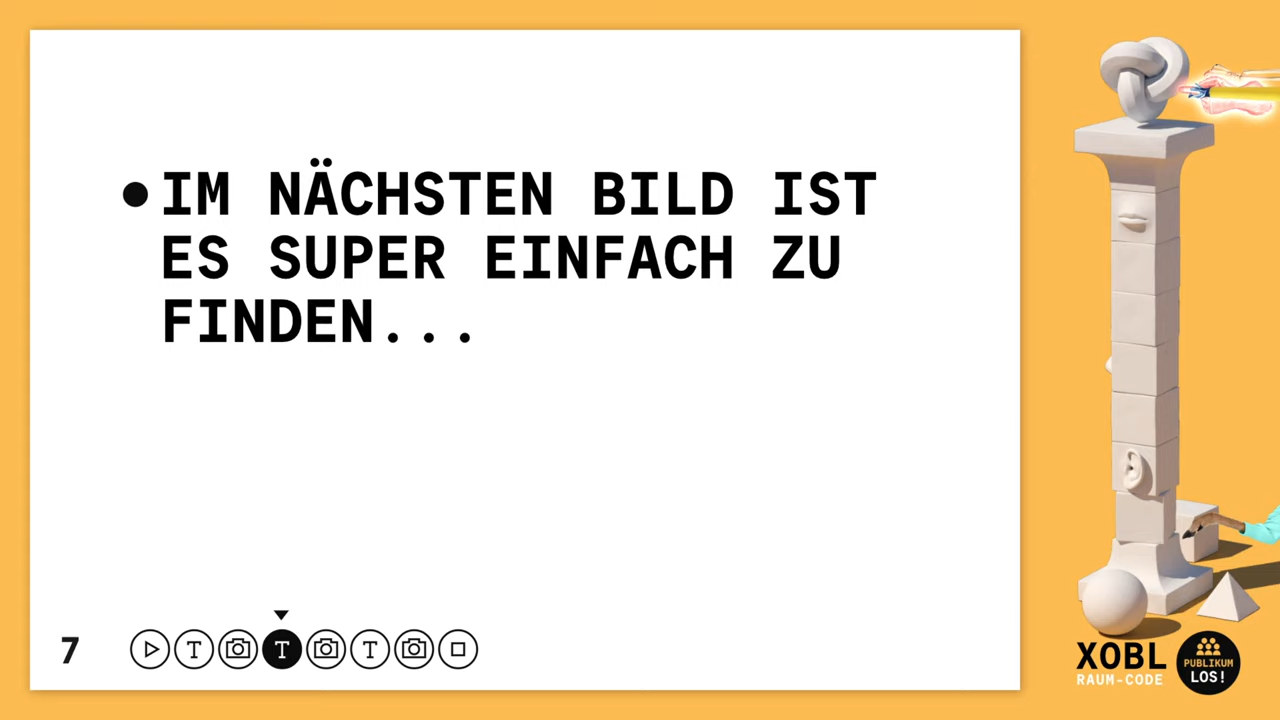 • IM NÄCHSTEN BILD IST
ES SUPER EINFACH ZU
FINDEN...
7
T
T
T
XOBL
RAUM-CODE
PUBLIKUM
LOS!